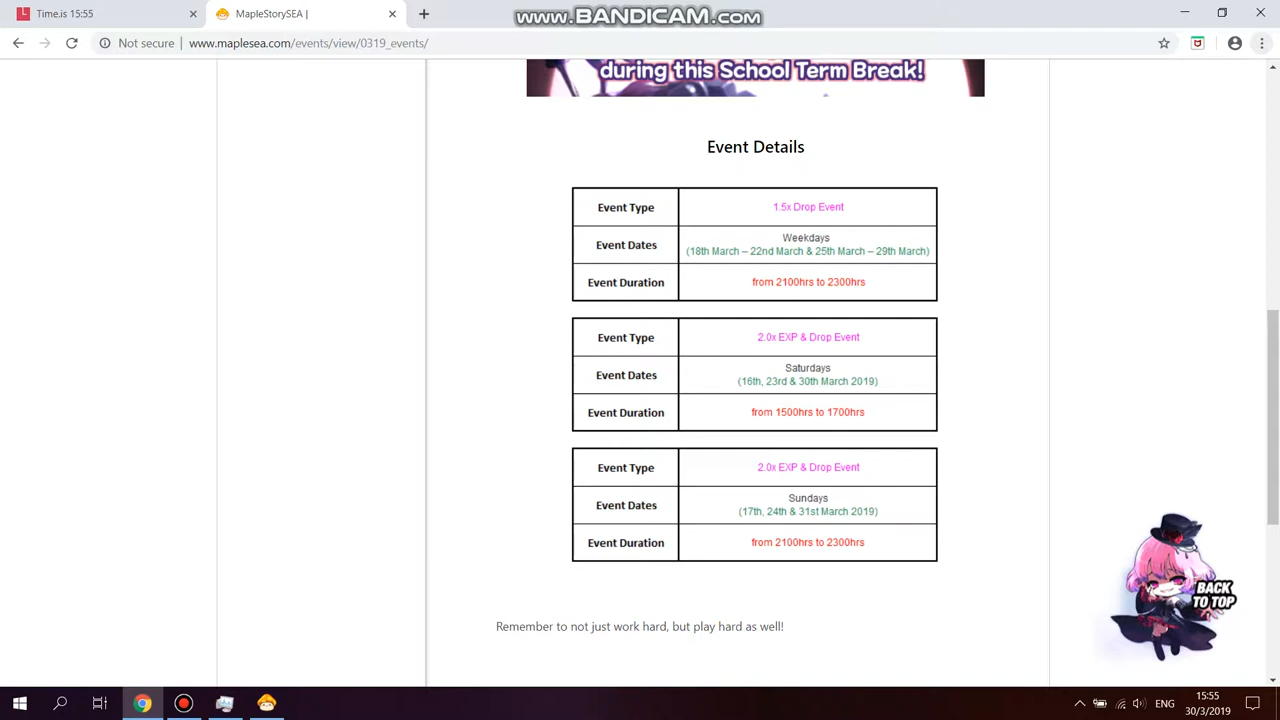 Time.is 15:55
MapleStorySEA |
www.BANDICAM.com
Not secure
www.maplesea.com/events/view/0319_events/
during this School Term Break!
Event Details
Event Type
1.5x Drop Event
Event Dates
Weekdays
(18th March – 22nd March & 25th March – 29th March)
Event Duration
from 2100hrs to 2300hrs
Event Type
2.0x EXP & Drop Event
Event Dates
Saturdays
(16th, 23rd & 30th March 2019)
Event Duration
from 1500hrs to 1700hrs
Event Type
2.0x EXP & Drop Event
Event Dates
Sundays
(17th, 24th & 31st March 2019)
Event Duration
from 2100hrs to 2300hrs
BACK
TO TOP
Remember to not just work hard, but play hard as well!
ENG
15:55
30/3/2019